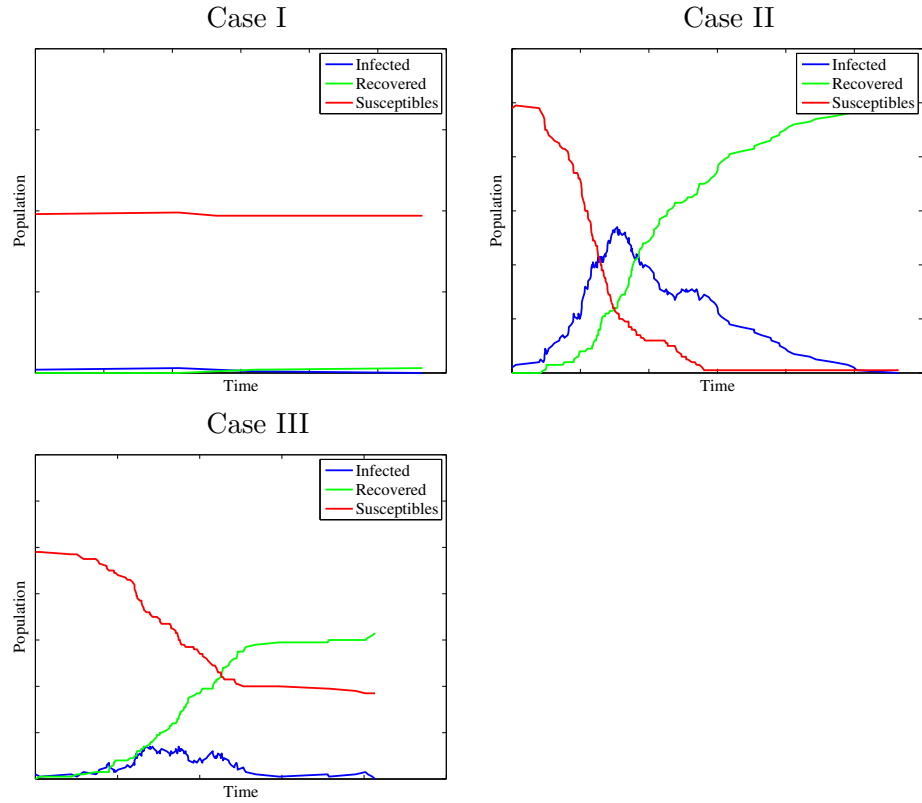 Case I
Infected
Recovered
Susceptibles
Population
Time
Case II
Infected
Recovered
Susceptibles
Population
Time
Case III
Infected
Recovered
Susceptibles
Population
Time